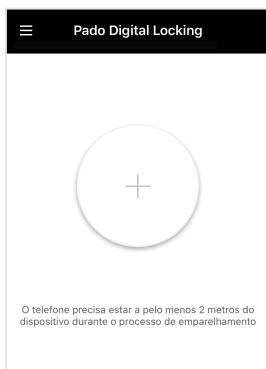 Pado Digital Locking
O telefone precisa estar a pelo menos 2 metros do
dispositivo durante o processo de emparelhamento